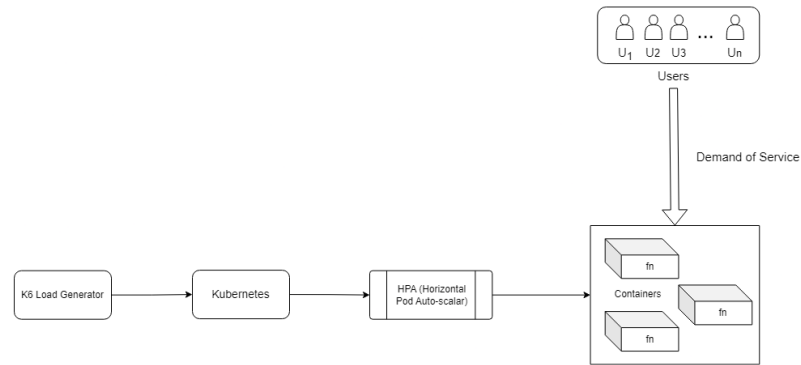 U1 U2 U3 ... Un
Users
Demand of Service
fn
K6 Load Generator
Kubernetes
HPA (Horizontal
Pod Auto-scalar)
Containers
fn
fn